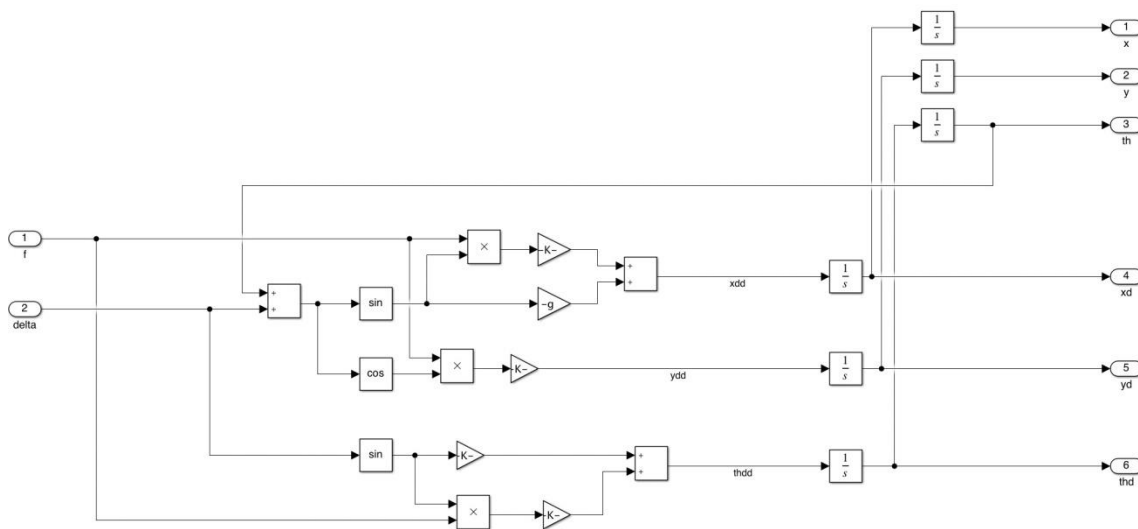 1
s
1
x
1
s
2
y
1
s
3
th
1
f
×
-K-
+
+
xdd
1
s
4
xd
+
+
sin
-g
2
delta
cos
×
-K-
ydd
1
s
5
yd
sin
-K-
+
+
thdd
1
s
6
thd
×
-K-